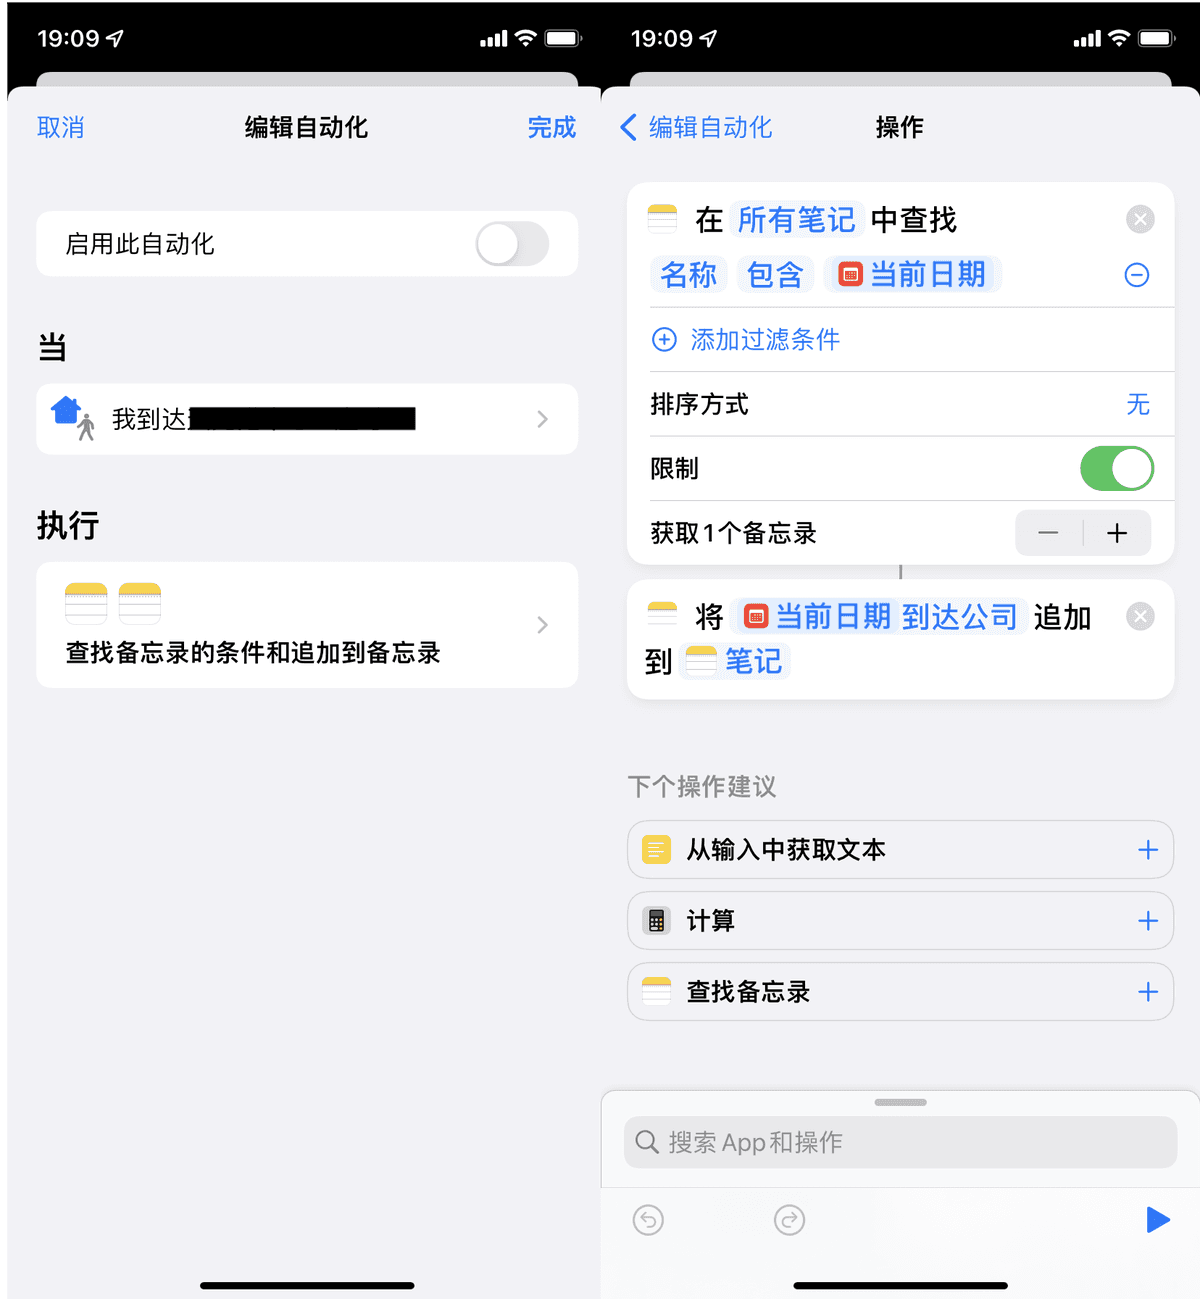 19:09
取消
编辑自动化
完成
启用此自动化
当
我到达
执行
查找备忘录的条件和追加到备忘录
19:09
编辑自动化
操作
在 所有笔记 中查找
名称 包含 当前日期
添加过滤条件
排序方式
无
限制
获取1个备忘录
将 当前日期 到达公司 追加
到 笔记
下个操作建议
从输入中获取文本
计算
查找备忘录
搜索 App 和操作